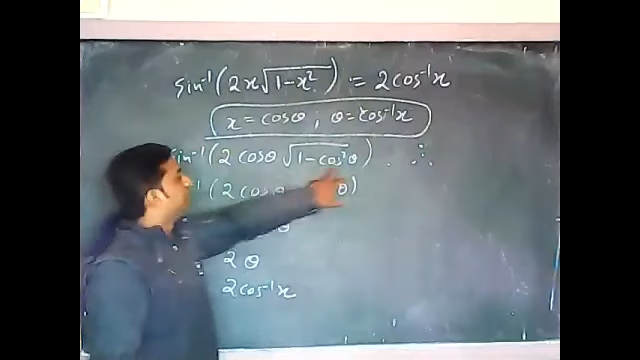 sin⁻¹(2x√1-x²) = 2cos⁻¹x
x = cosθ ; θ = cos⁻¹x
sin⁻¹(2 cosθ √1-cos²θ) ∴
⁻¹(2 cosθ θ)
θ
2 θ
2cos⁻¹x